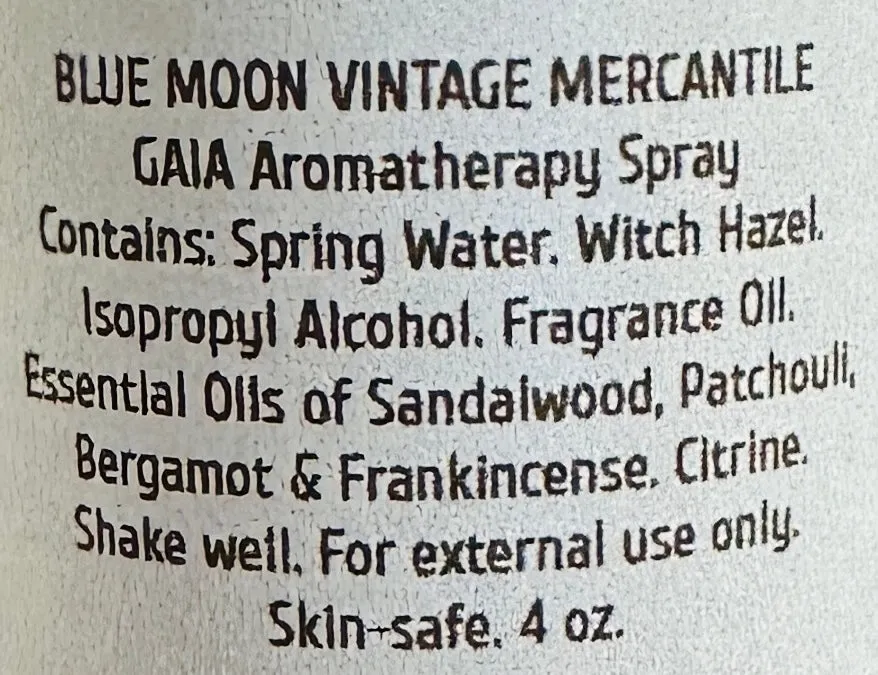 BLUE MOON VINTAGE MERCANTILE
GAIA Aromatherapy Spray
Contains: Spring Water, Witch Hazel,
Isopropyl Alcohol, Fragrance Oil,
Essential Oils of Sandalwood, Patchouli,
Bergamot & Frankincense, Citrine.
Shake well. For external use only.
Skin-safe. 4 oz.